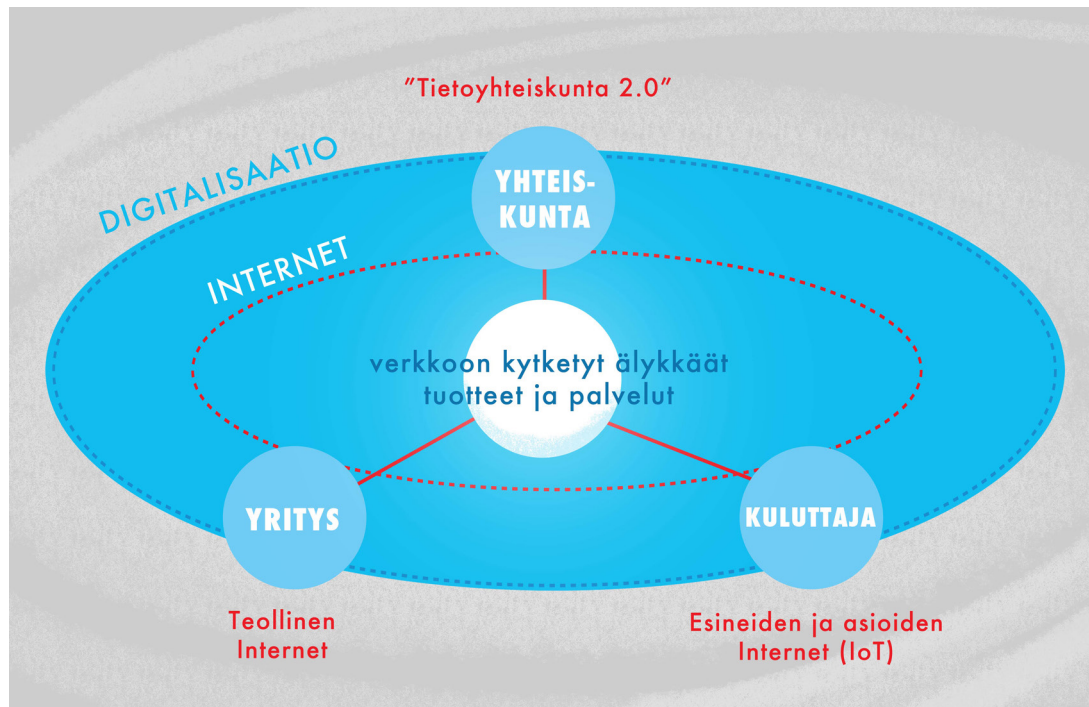 ”Tietoyhteiskunta 2.0”
DIGITALISAATIO
YHTEIS-
KUNTA
INTERNET
verkkoon kytketyt älykkäät
tuotteet ja palvelut
YRITYS
KULUTTAJA
Teollinen
Internet
Esineiden ja asioiden
Internet (IoT)